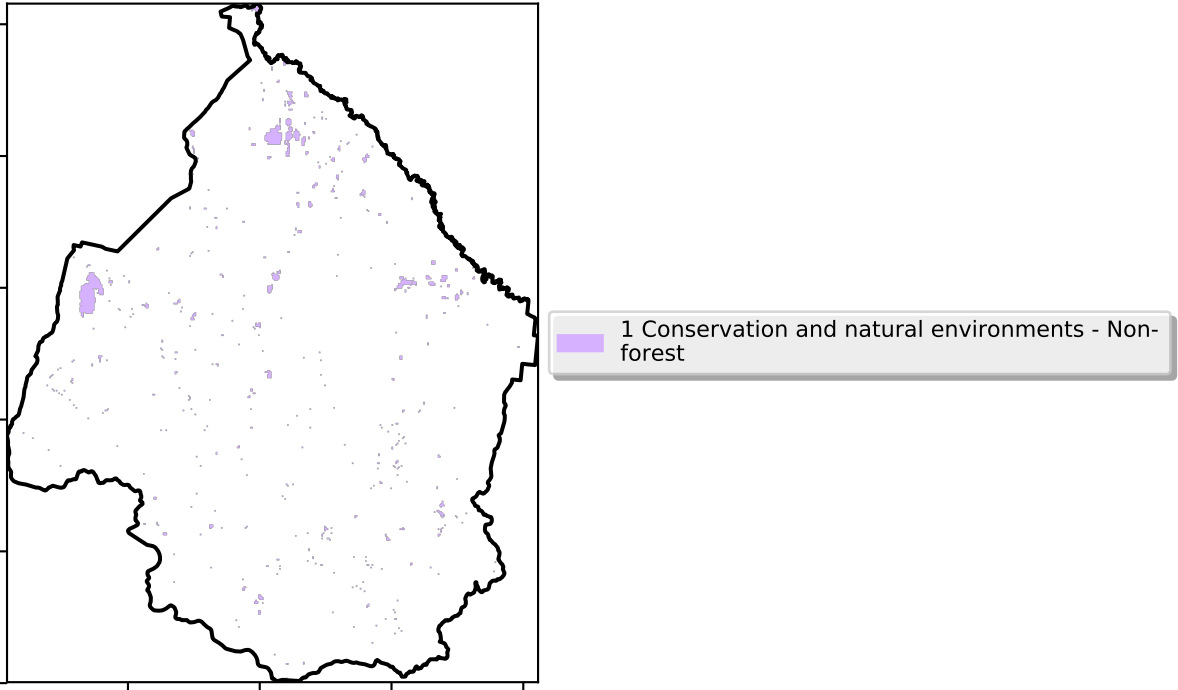 1 Conservation and natural environments - Non-
forest